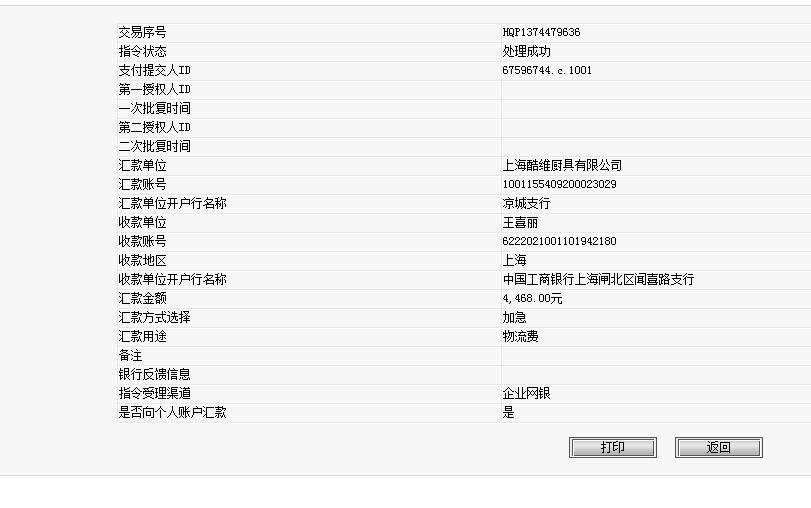 交易序号 HQP1374479636
指令状态 处理成功
支付提交人ID 67596744.c.1001
第一授权人ID
一次批复时间
第二授权人ID
二次批复时间
汇款单位 上海酷维厨具有限公司
汇款账号 1001155409200023029
汇款单位开户行名称 凉城支行
收款单位 王喜丽
收款账号 6222021001101942180
收款地区 上海
收款单位开户行名称 中国工商银行上海闸北区闻喜路支行
汇款金额 4,468.00元
汇款方式选择 加急
汇款用途 物流费
备注
银行反馈信息
指令受理渠道 企业网银
是否向个人账户汇款 是
打印 返回